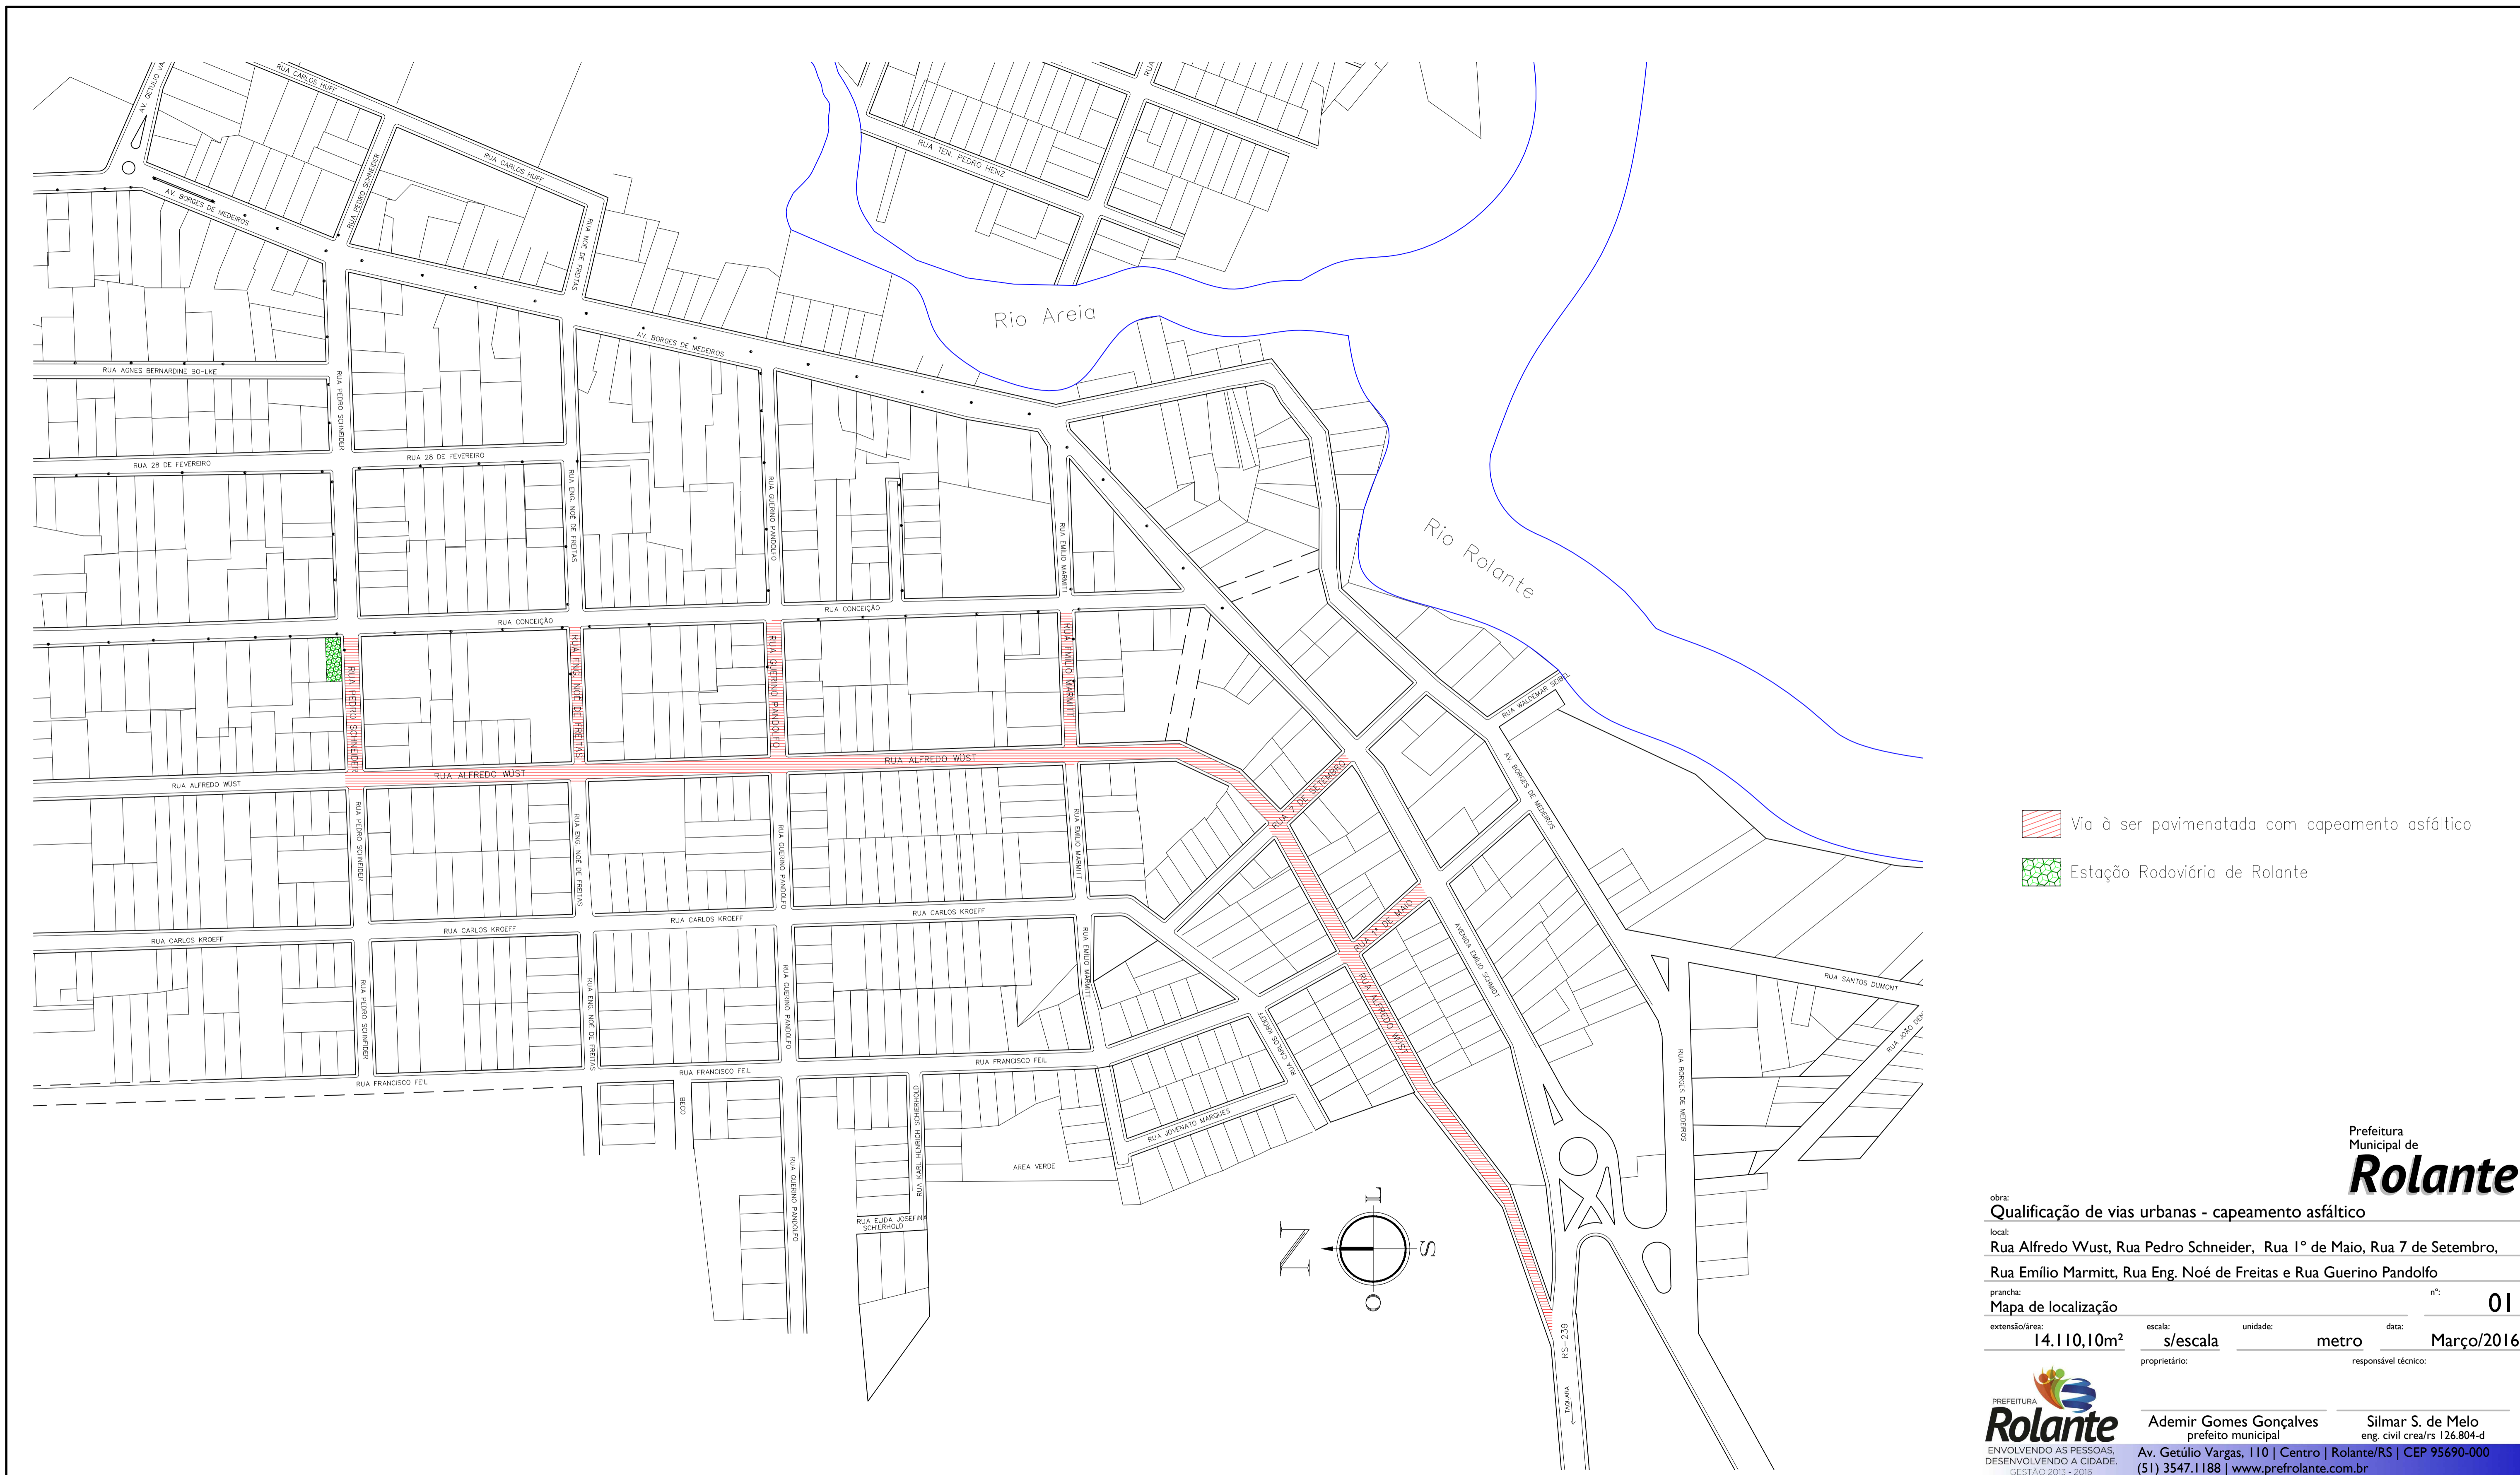 RUA CARLOS HUFF
RUA CARLOS HUFF
RUA PEDRO SCHNEIDER
AV. BORGES DE MEDEIROS
RUA NOÉ DE FREITAS
RUA TEN. PEDRO HENZ
RUA
Rio Areia
AV. BORGES DE MEDEIROS
RUA AGNES BERNARDINE BOHLKE
RUA PEDRO SCHNEIDER
RUA 28 DE FEVEREIRO
RUA 28 DE FEVEREIRO
RUA ENG. NOÉ DE FREITAS
RUA GUERINO PANDOLFO
RUA EMILIO MARMITT
Rio Rolante
RUA CONCEIÇÃO
RUA CONCEIÇÃO
RUA PEDRO SCHNEIDER
RUA ENG. NOÉ DE FREITAS
RUA GUERINO PANDOLFO
RUA EMILIO MARMITT
RUA WALDEMAR SEIBEL
AV. BORGES DE MEDEIROS
RUA ALFREDO WÜST
RUA ALFREDO WÜST
RUA ALFREDO WÜST
RUA 7 DE SETEMBRO
RUA PEDRO SCHNEIDER
RUA ENG. NOÉ DE FREITAS
RUA GUERINO PANDOLFO
RUA EMILIO MARMITT
RUA 1° DE MAIO
AVENIDA EMILIO SCHMIDT
RUA CARLOS KROEFF
RUA CARLOS KROEFF
RUA CARLOS KROEFF
RUA CARLOS KROEFF
RUA PEDRO SCHNEIDER
RUA ENG. NOÉ DE FREITAS
RUA GUERINO PANDOLFO
RUA EMILIO MARMITT
RUA CARLOS KROEFF
RUA ALFREDO WÜST
RUA SANTOS DUMONT
RUA BORGES DE MEDEIROS
RUA FRANCISCO FEIL
RUA FRANCISCO FEIL
RUA FRANCISCO FEIL
BECO
RUA KARL HENRICH SCHIERHOLD
RUA JOVENATO MARQUES
AREA VERDE
RUA GUERINO PANDOLFO
RUA ELIDA JOSEFINA
SCHIERHOLD
N
L
S
O
RS-239
TAQUARA
Via à ser pavimenatada com capeamento asfáltico
Estação Rodoviária de Rolante
Prefeitura
Municipal de
Rolante
obra:
Qualificação de vias urbanas - capeamento asfáltico
local:
Rua Alfredo Wust, Rua Pedro Schneider, Rua 1º de Maio, Rua 7 de Setembro,
Rua Emílio Marmitt, Rua Eng. Noé de Freitas e Rua Guerino Pandolfo
prancha:
Mapa de localização
nº:
01
extensão/área:
14.110,10m²
escala:
s/escala
unidade:
metro
data:
Março/2016
proprietário:
responsável técnico:
PREFEITURA
Rolante
ENVOLVENDO AS PESSOAS,
DESENVOLVENDO A CIDADE.
GESTÃO 2013 - 2016
Ademir Gomes Gonçalves
prefeito municipal
Silmar S. de Melo
eng. civil crea/rs 126.804-d
Av. Getúlio Vargas, 110 | Centro | Rolante/RS | CEP 95690-000
(51) 3547.1188 | www.prefrolante.com.br